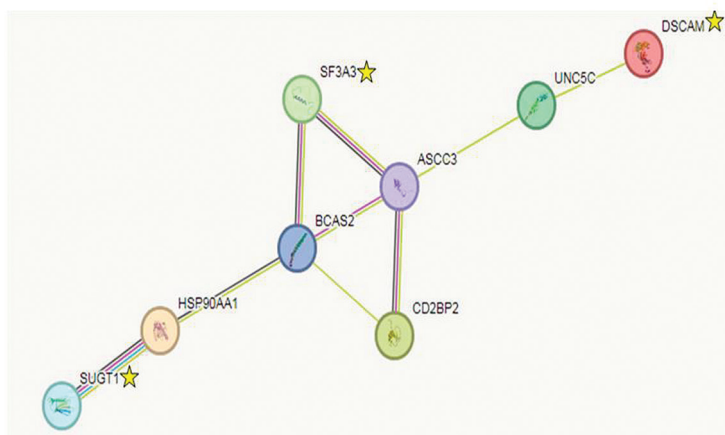 DSCAM
SF3A3
UNC5C
ASCC3
BCAS2
HSP90AA1
CD2BP2
SUGT1